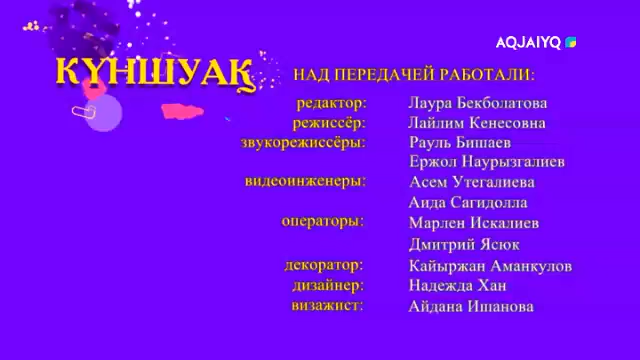 AQJAIYQ
КҮНШУАҚ
НАД ПЕРЕДАЧЕЙ РАБОТАЛИ:
редактор: Лаура Бекболатова
режиссёр: Лайлим Кенесовна
звукорежиссёры: Рауль Бишаев
Ержол Наурызгалиев
видеоинженеры: Асем Утегалиева
Аида Сагидолла
операторы: Марлен Искалиев
Дмитрий Ясюк
декоратор: Кайыржан Аманкулов
дизайнер: Надежда Хан
визажист: Айдана Ишанова